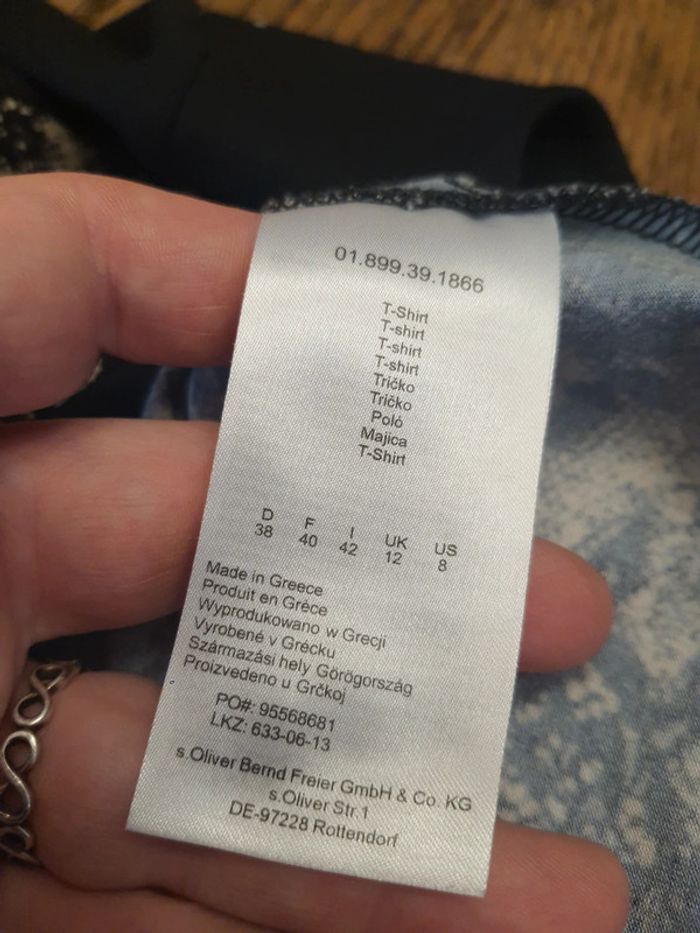 01.899.39.1866
T-Shirt
T-shirt
T-shirt
T-shirt
Tričko
Tričko
Poló
Majica
T-Shirt
D F I UK US
38 40 42 12 8
Made in Greece
Produit en Grèce
Wyprodukowano w Grecji
Vyrobené v Grécku
Származási hely Görögország
Proizvedeno u Grčkoj
PO#: 95568681
LKZ: 633-06-13
s.Oliver Bernd Freier GmbH & Co. KG
s.Oliver Str.1
DE-97228 Rottendorf